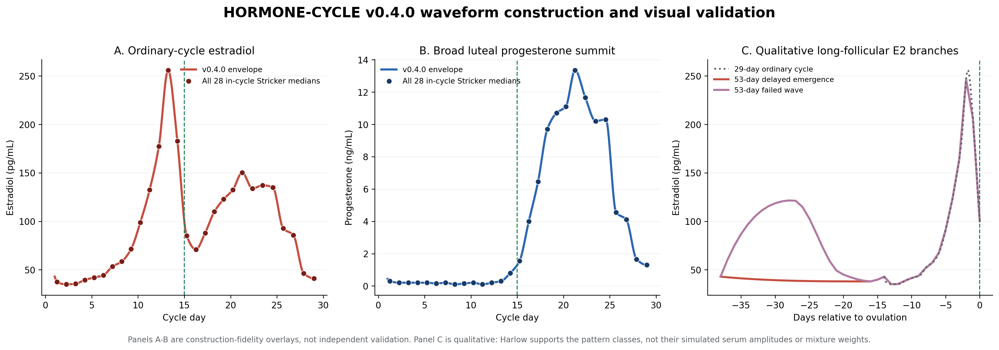 HORMONE-CYCLE v0.4.0 waveform construction and visual validation
A. Ordinary-cycle estradiol
v0.4.0 envelope
All 28 in-cycle Stricker medians
Estradiol (pg/mL)
250
200
150
100
50
0 5 10 15 20 25 30
Cycle day
B. Broad luteal progesterone summit
v0.4.0 envelope
All 28 in-cycle Stricker medians
Progesterone (ng/mL)
14
12
10
8
6
4
2
0
0 5 10 15 20 25 30
Cycle day
C. Qualitative long-follicular E2 branches
29-day ordinary cycle
53-day delayed emergence
53-day failed wave
Estradiol (pg/mL)
250
200
150
100
50
−35 −30 −25 −20 −15 −10 −5 0
Days relative to ovulation
Panels A-B are construction-fidelity overlays, not independent validation. Panel C is qualitative: Harlow supports the pattern classes, not their simulated serum amplitudes or mixture weights.